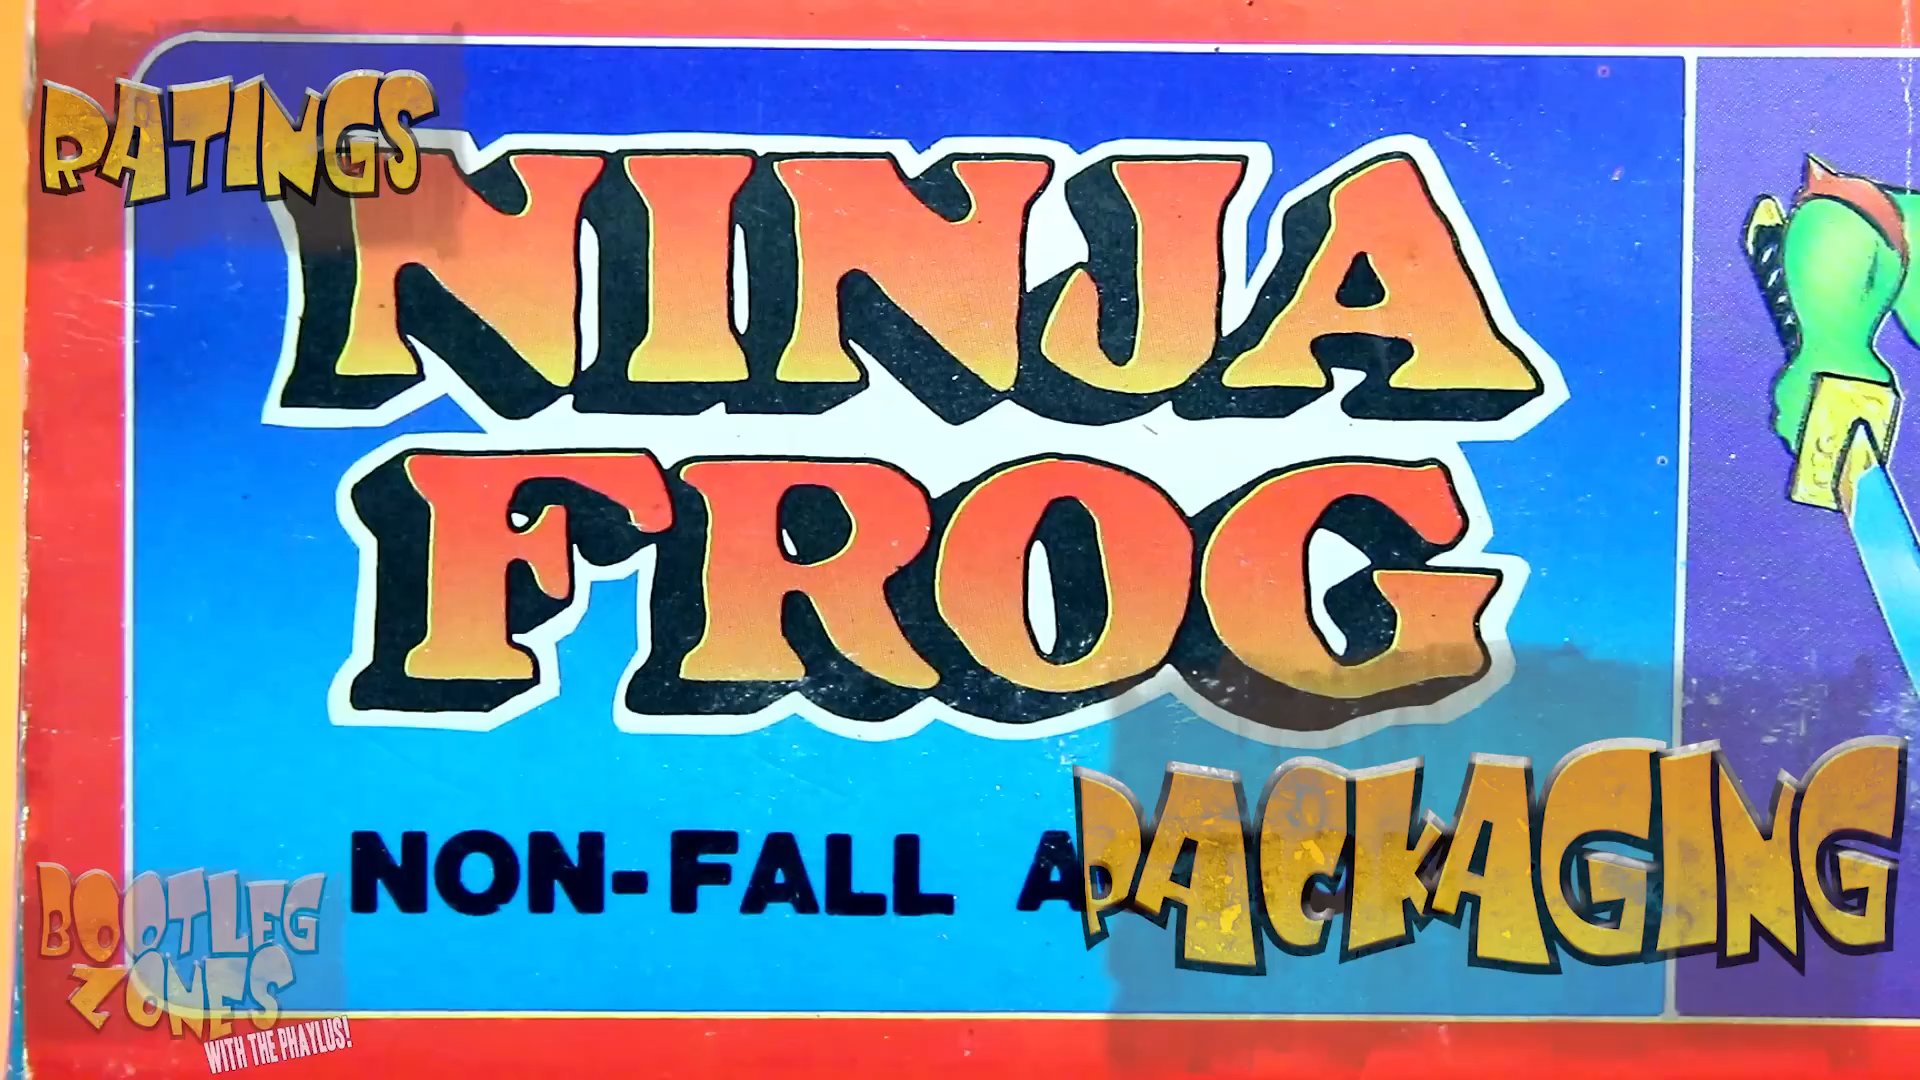 RATINGS
NINJA
FROG
NON-FALL
PACKAGING
BOOTLEG
ZONES
WITH THE PHAYLUS!